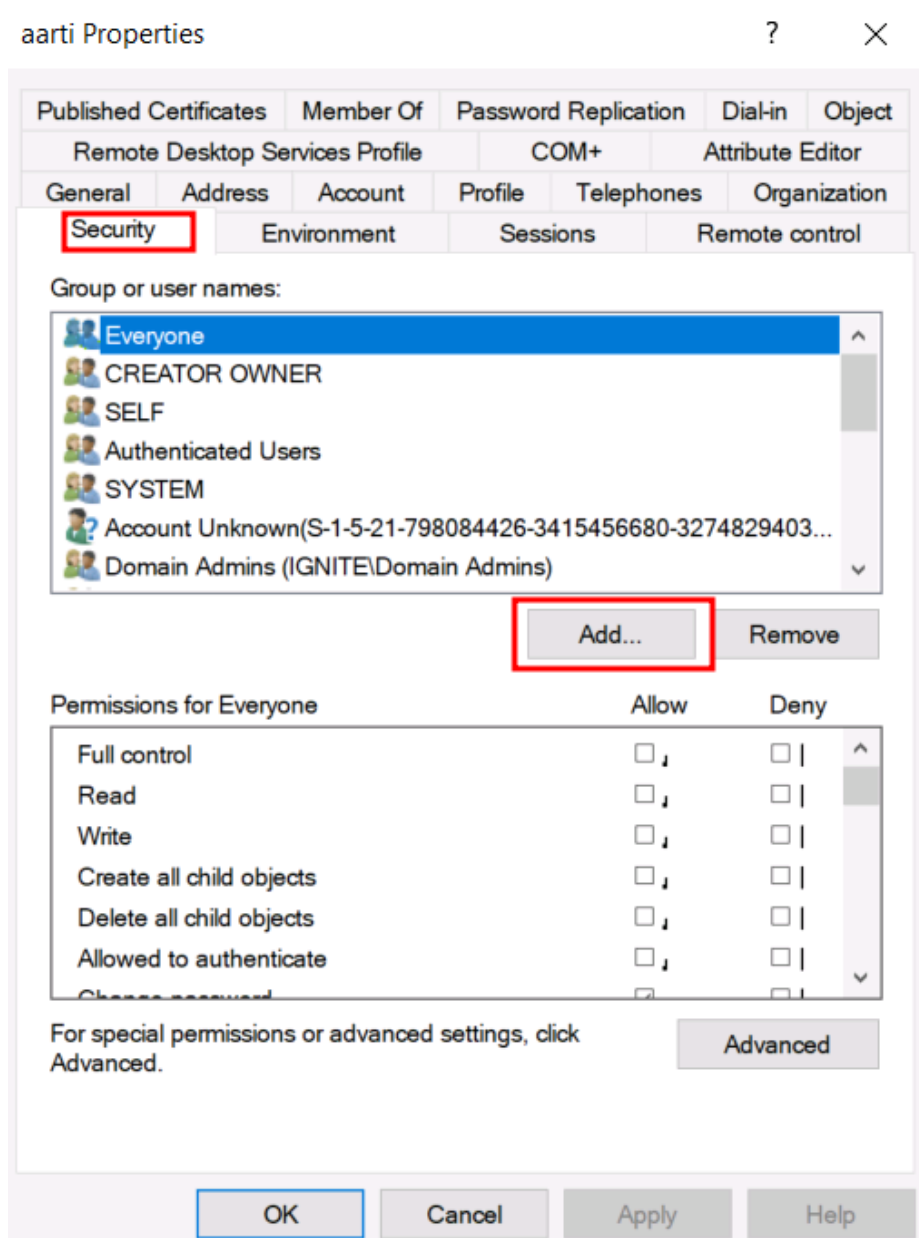 aarti Properties ?
Published Certificates Member Of Password Replication Dial-in Object
Remote Desktop Services Profile COM+ Attribute Editor
General Address Account Profile Telephones Organization
Security Environment Sessions Remote control
Group or user names:
Everyone
CREATOR OWNER
SELF
Authenticated Users
SYSTEM
Account Unknown(S-1-5-21-798084426-3415456680-3274829403...
Domain Admins (IGNITE\Domain Admins)
Add... Remove
Permissions for Everyone Allow Deny
Full control
Read
Write
Create all child objects
Delete all child objects
Allowed to authenticate
Change password
For special permissions or advanced settings, click Advanced
Advanced.
OK Cancel Apply Help